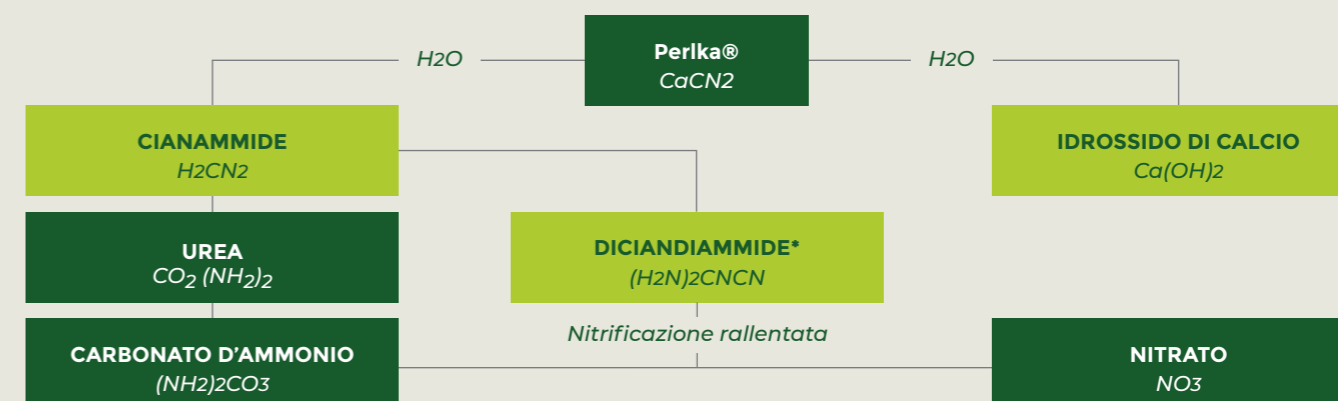 Perlka®
CaCN2
H2O
H2O
CIANAMMIDE
H2CN2
IDROSSIDO DI CALCIO
Ca(OH)2
UREA
CO2 (NH2)2
DICIANDIAMMIDE*
(H2N)2CNCN
Nitrificazione rallentata
CARBONATO D’AMMONIO
(NH2)2CO3
NITRATO
NO3